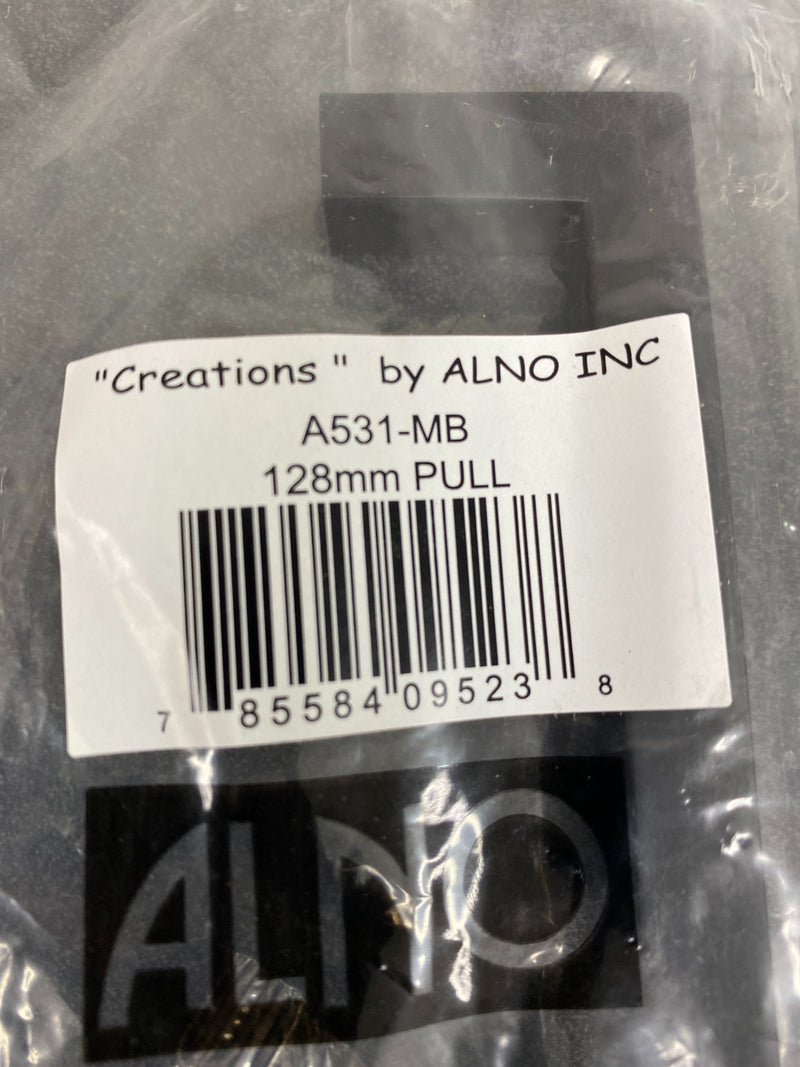 "Creations " by ALNO INC
A531-MB
128mm PULL
7 85584 09523 8
ALNO